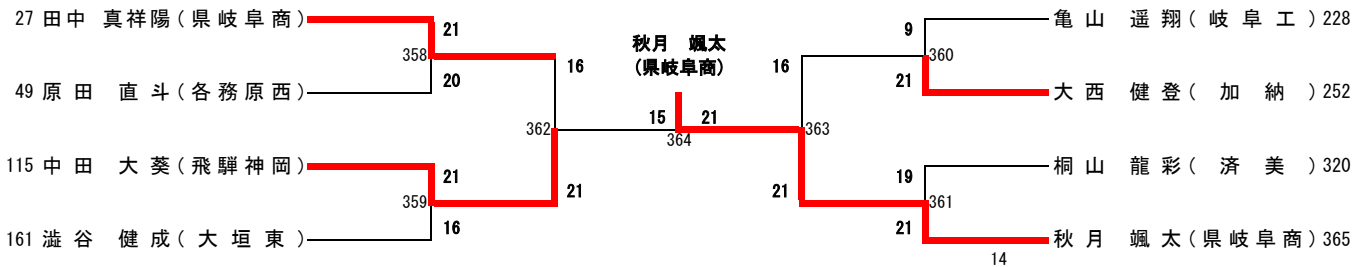 27 田中 真祥陽(県岐阜商)
21
358
20
49 原田 直斗(各務原西)
16
362
21
115 中田 大葵(飛騨神岡)
21
359
16
161 澁谷 健成(大垣東)
秋月 颯太
(県岐阜商)
15 21
364
亀山 遥翔(岐阜工) 228
9
360
21
大西 健登(加納) 252
16
363
21
桐山 龍彩(済美) 320
19
361
21
秋月 颯太(県岐阜商) 365
14